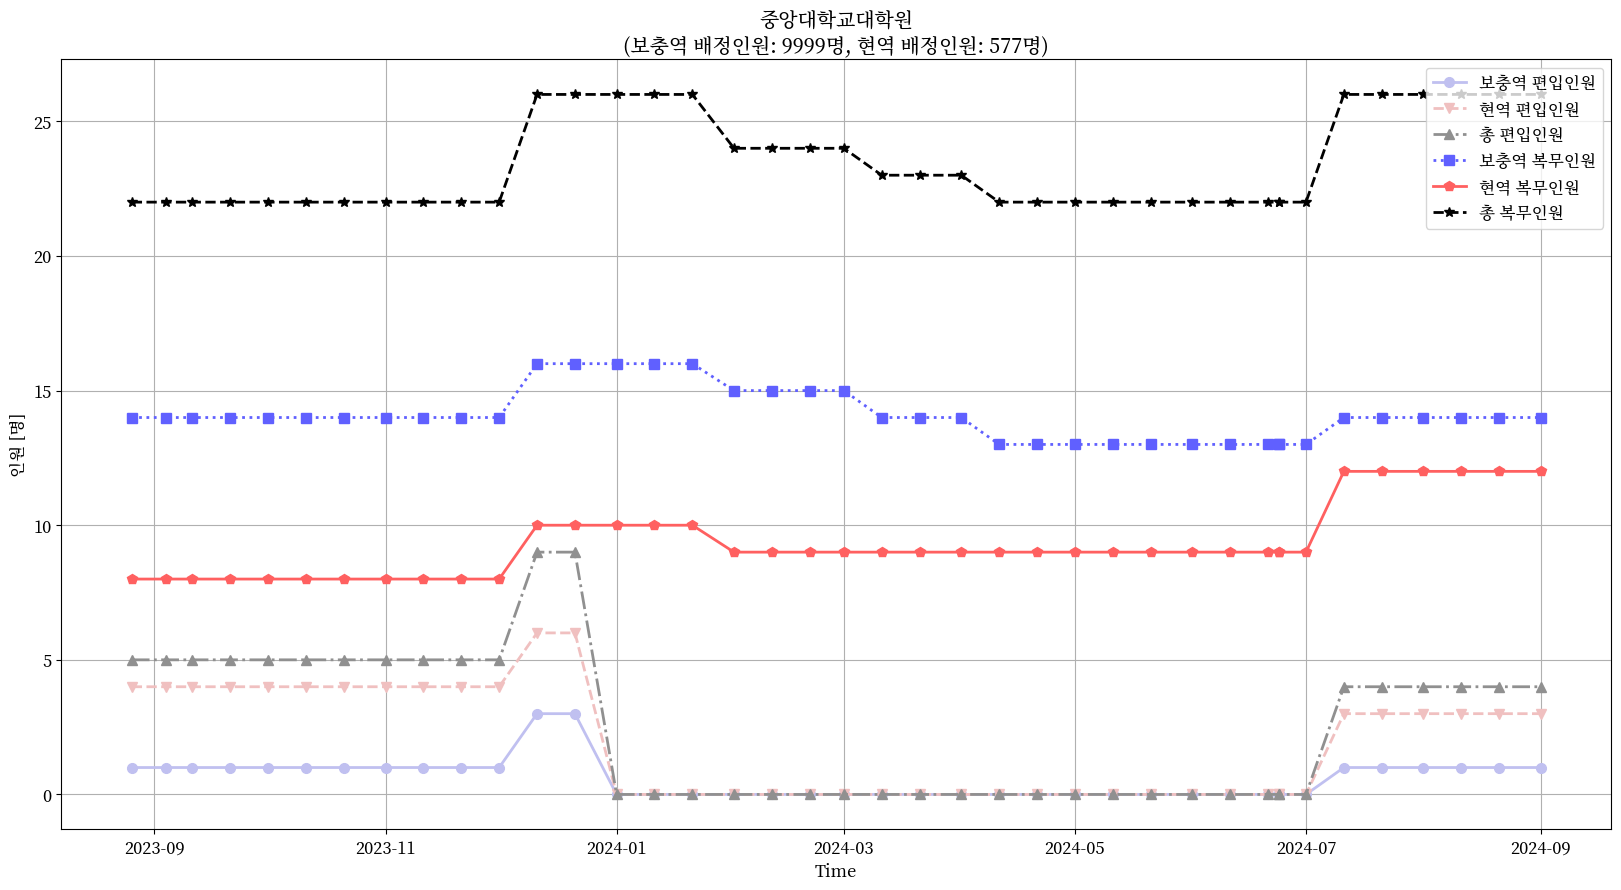 중앙대학교대학원
(보충역 배정인원: 9999명, 현역 배정인원: 577명)
보충역 편입인원
현역 편입인원
총 편입인원
보충역 복무인원
현역 복무인원
총 복무인원
인원 [명]
25
20
15
10
5
0
2023-09
2023-11
2024-01
2024-03
2024-05
2024-07
2024-09
Time